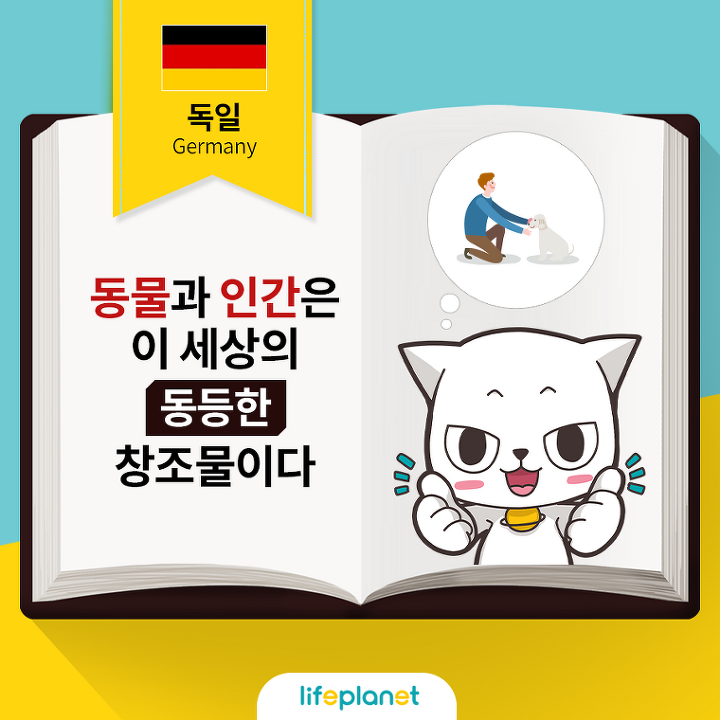 독일
Germany
동물과 인간은
이 세상의
동등한
창조물이다
lifeplanet